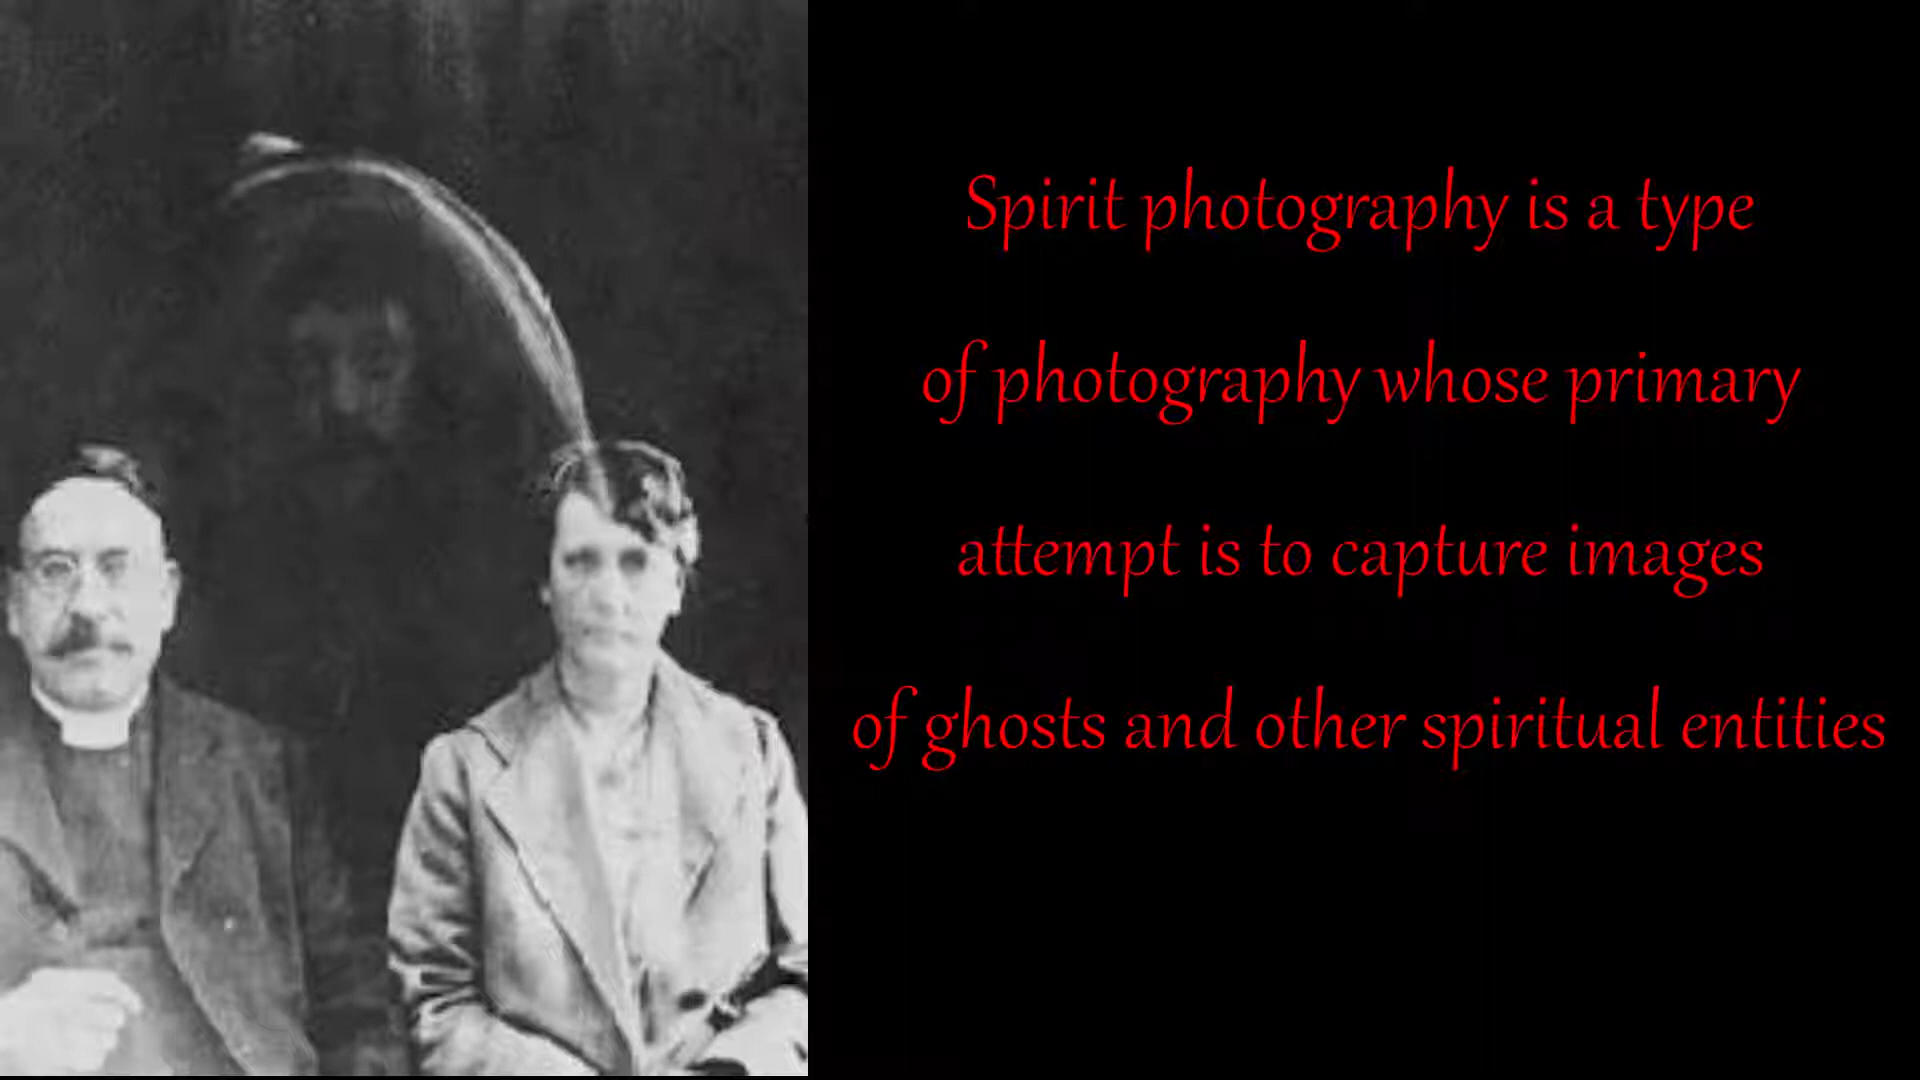 Spirit photography is a type
of photography whose primary
attempt is to capture images
of ghosts and other spiritual entities